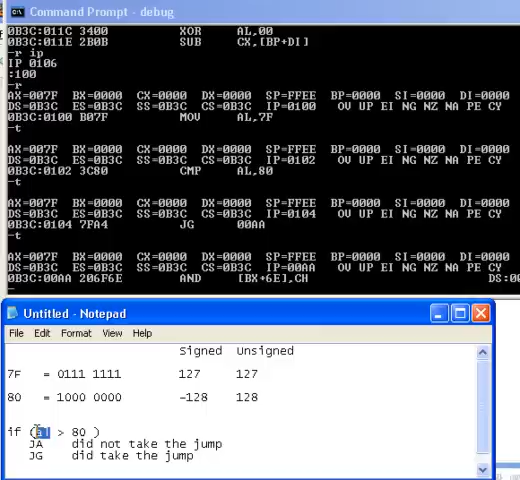 Command Prompt - debug
0B3C:011C 3400 XOR AL,00
0B3C:011E 2B0B SUB CX,[BP+DI]
-r ip
IP 0106
:100
-r
AX=007F BX=0000 CX=0000 DX=0000 SP=FFEE BP=0000 SI=0000 DI=0000
DS=0B3C ES=0B3C SS=0B3C CS=0B3C IP=0100 OV UP EI NG NZ NA PE CY
0B3C:0100 B07F MOV AL,7F
-t
AX=007F BX=0000 CX=0000 DX=0000 SP=FFEE BP=0000 SI=0000 DI=0000
DS=0B3C ES=0B3C SS=0B3C CS=0B3C IP=0102 OV UP EI NG NZ NA PE CY
0B3C:0102 3C80 CMP AL,80
-t
AX=007F BX=0000 CX=0000 DX=0000 SP=FFEE BP=0000 SI=0000 DI=0000
DS=0B3C ES=0B3C SS=0B3C CS=0B3C IP=0104 OV UP EI NG NZ NA PE CY
0B3C:0104 7FA4 JG 00AA
-t
AX=007F BX=0000 CX=0000 DX=0000 SP=FFEE BP=0000 SI=0000 DI=0000
DS=0B3C ES=0B3C SS=0B3C CS=0B3C IP=00AA OV UP EI NG NZ NA PE CY
0B3C:00AA 206F6E AND [BX+6E],CH DS:00
Untitled - Notepad
File Edit Format View Help
Signed Unsigned
7F = 0111 1111 127 127
80 = 1000 0000 -128 128
if (al > 80 )
JA did not take the jump
JG did take the jump